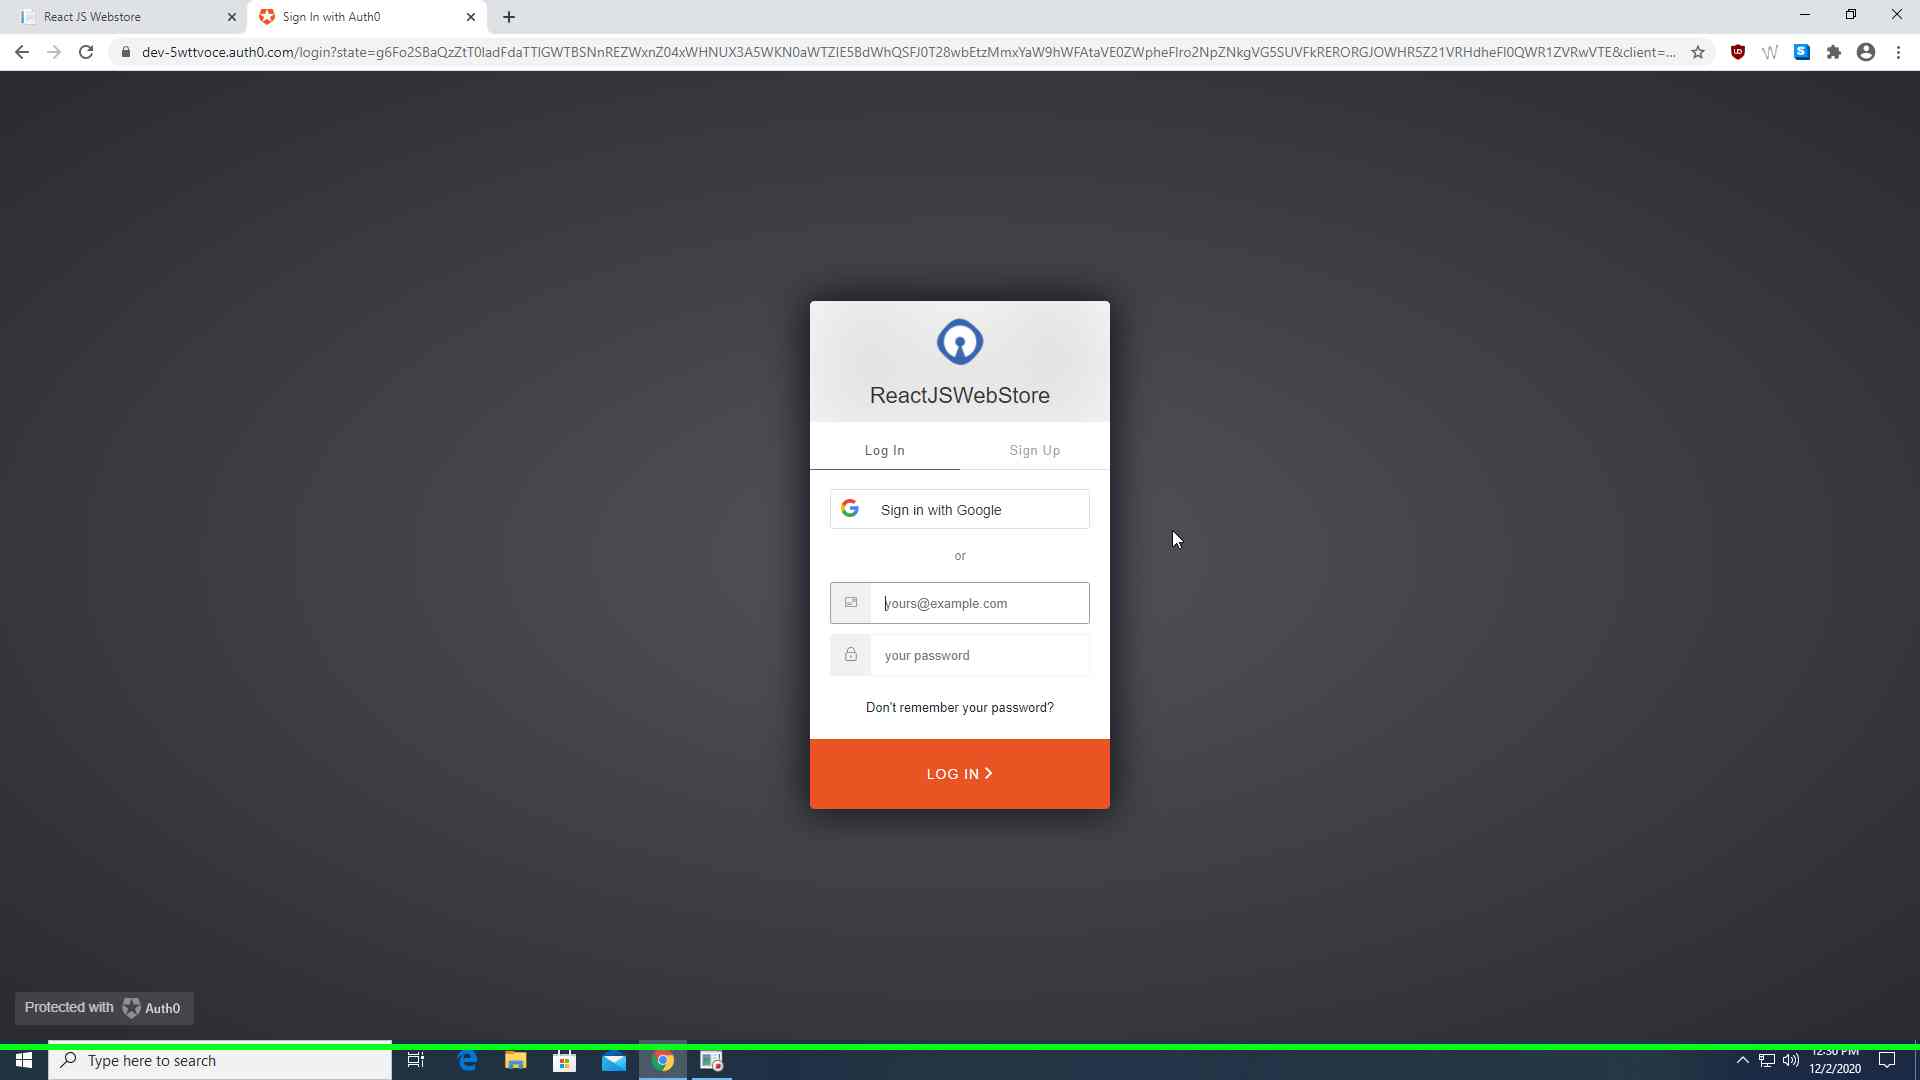 React JS Webstore
Sign In with Auth0
dev-5wttvoce.auth0.com/login?state=g6Fo2SBaQzZtT0ladFdaTTlGWTBSNnREZWxnZ04xWHNUX3A5WKN0aWTZIE5BdWhQSFJ0T28wbEtzMmxYaW9hWFAtaVE0ZWpheFlro2NpZNkgVG5SUVFkRERORGJOWHR5Z21VRHdheFl0QWR1ZVRwVTE&client=...
ReactJSWebStore
Log In
Sign Up
Sign in with Google
or
yours@example.com
your password
Don't remember your password?
LOG IN
Protected with Auth0
Type here to search
12:30 PM
12/2/2020